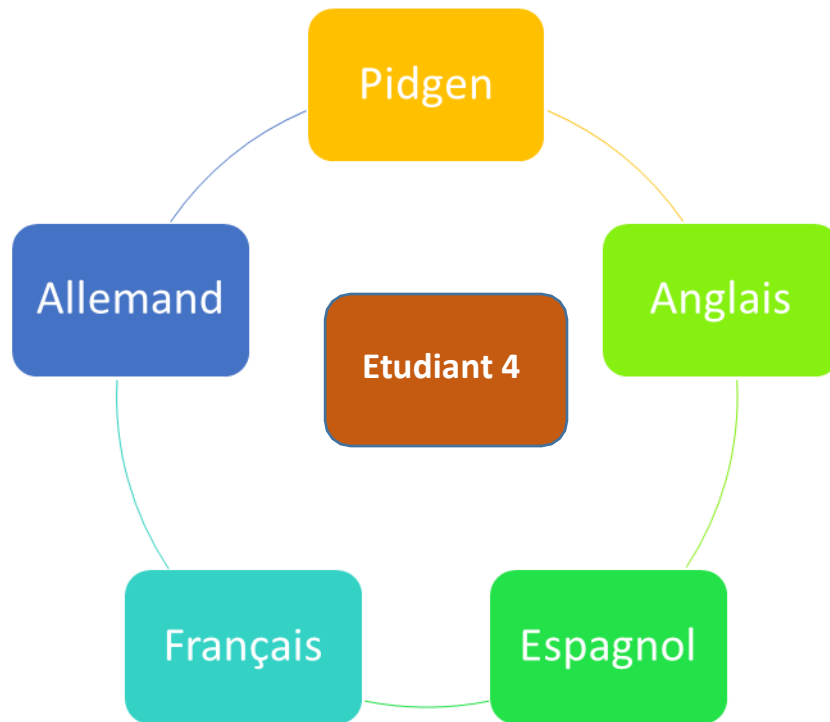 Pidgen
Allemand
Anglais
Etudiant 4
Français
Espagnol